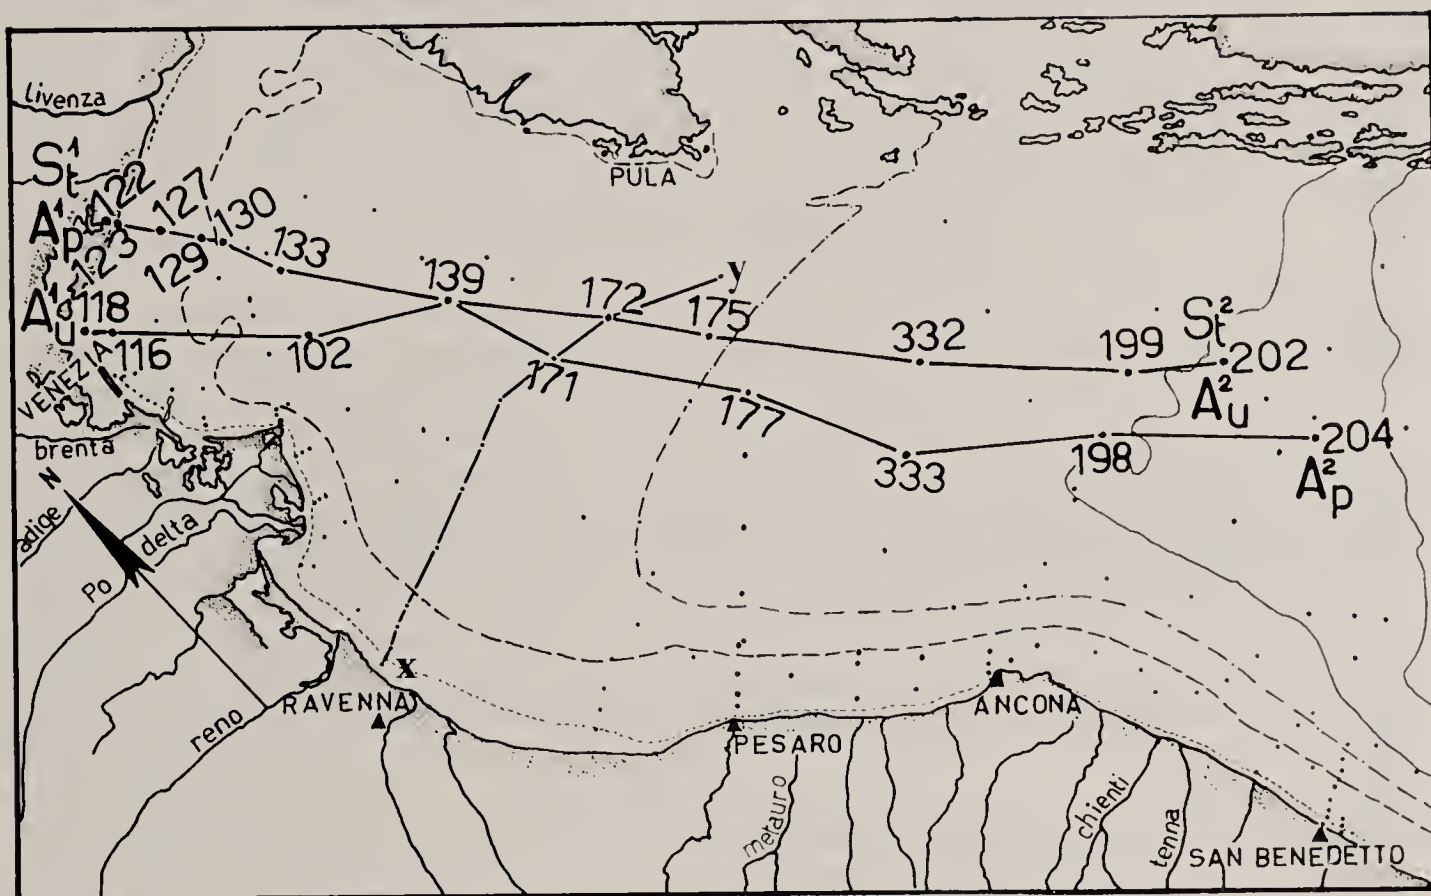 livenza
S¹t
122
127
A¹p
130
123
129
133
PULA
139
172
y
175
A¹u
118
116
102
171
177
332
333
S²t
199
202
A²u
198
204
A²p
VENEZIA
brenta
N
adige
delta
Po
reno
x
RAVENNA
PESARO
ANCONA
metauro
chienti
tenna
SAN BENEDETTO